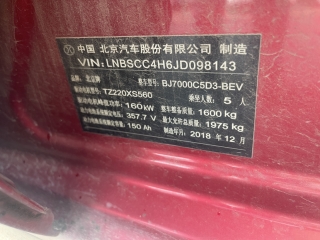 中国 北京汽车股份有限公司 制造
VIN: LNBSCC4H6JD098143
品牌: 北京牌 整车型号: BJ7000C5D3-BEV
驱动电机型号: TZ220XS560 乘坐人数: 5 人
驱动电机峰值功率: 160 kW 整车整备质量: 1600 kg
动力电池系统额定电压: 357.7 V 最大允许总质量: 1975 kg
动力电池系统额定容量: 150 Ah 制造年月: 2018 年 12 月